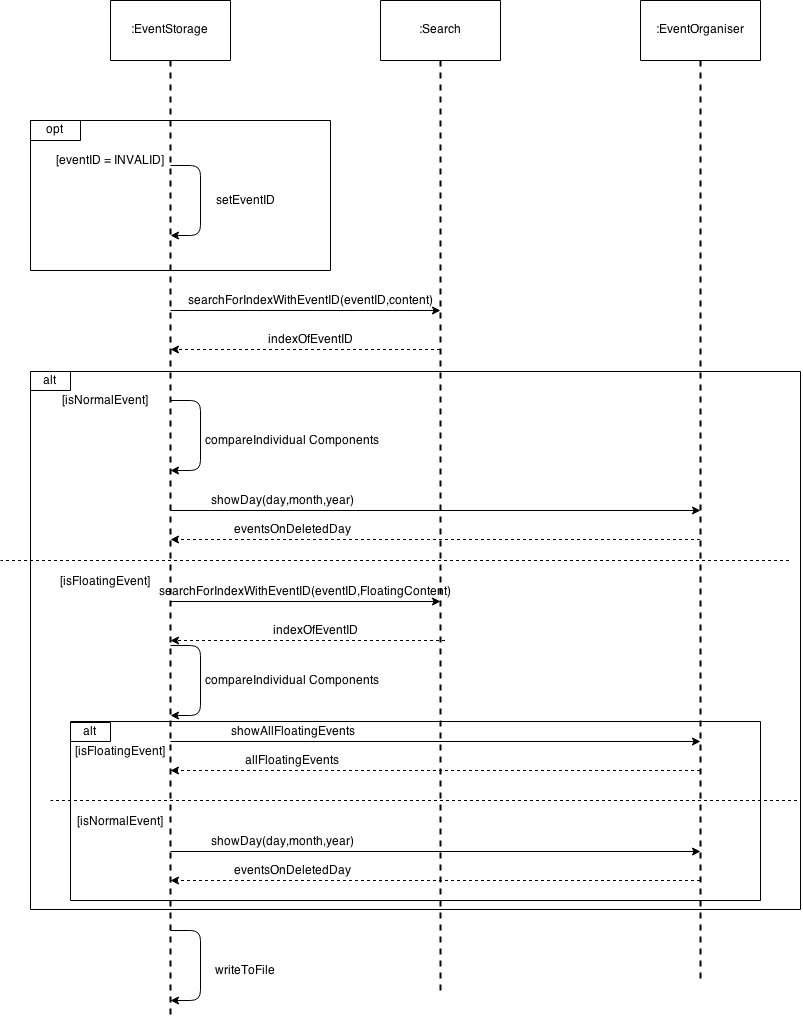 :EventStorage
:Search
:EventOrganiser
opt
[eventID = INVALID]
setEventID
searchForIndexWithEventID(eventID,content)
indexOfEventID
alt
[isNormalEvent]
compareIndividual Components
showDay(day,month,year)
eventsOnDeletedDay
[isFloatingEvent]
searchForIndexWithEventID(eventID,FloatingContent)
indexOfEventID
compareIndividual Components
alt
showAllFloatingEvents
[isFloatingEvent]
allFloatingEvents
[isNormalEvent]
showDay(day,month,year)
eventsOnDeletedDay
writeToFile